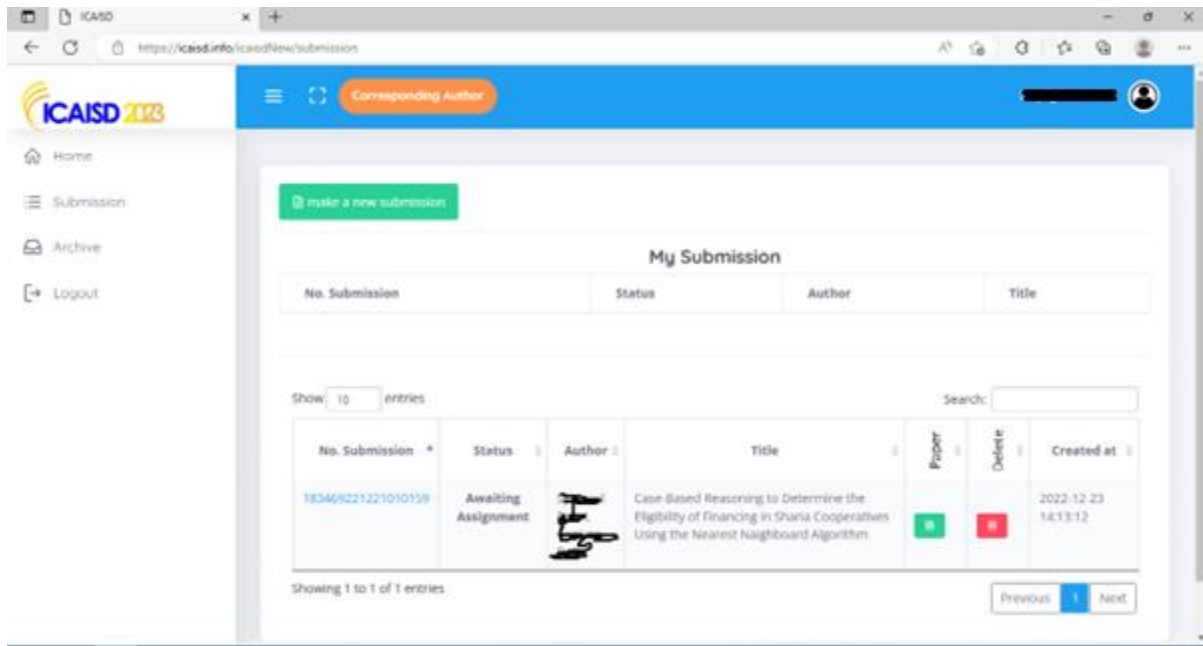 ICAISD
https://icaisd.info/icaisdNew/submission
ICAISD 2023
Corresponding Author
Home
Submission
Archive
Logout
make a new submission
My Submission
No. Submission Status Author Title
Show 10 entries
Search:
No. Submission Status Author Title Paper Delete Created at
Awaiting Assignment
Case Based Reasoning to Determine the
Eligibility of Financing in Sharia Cooperatives
Using the Nearest Naighboard Algorithm
2022-12-23
14:13:12
Showing 1 to 1 of 1 entries
Previous 1 Next